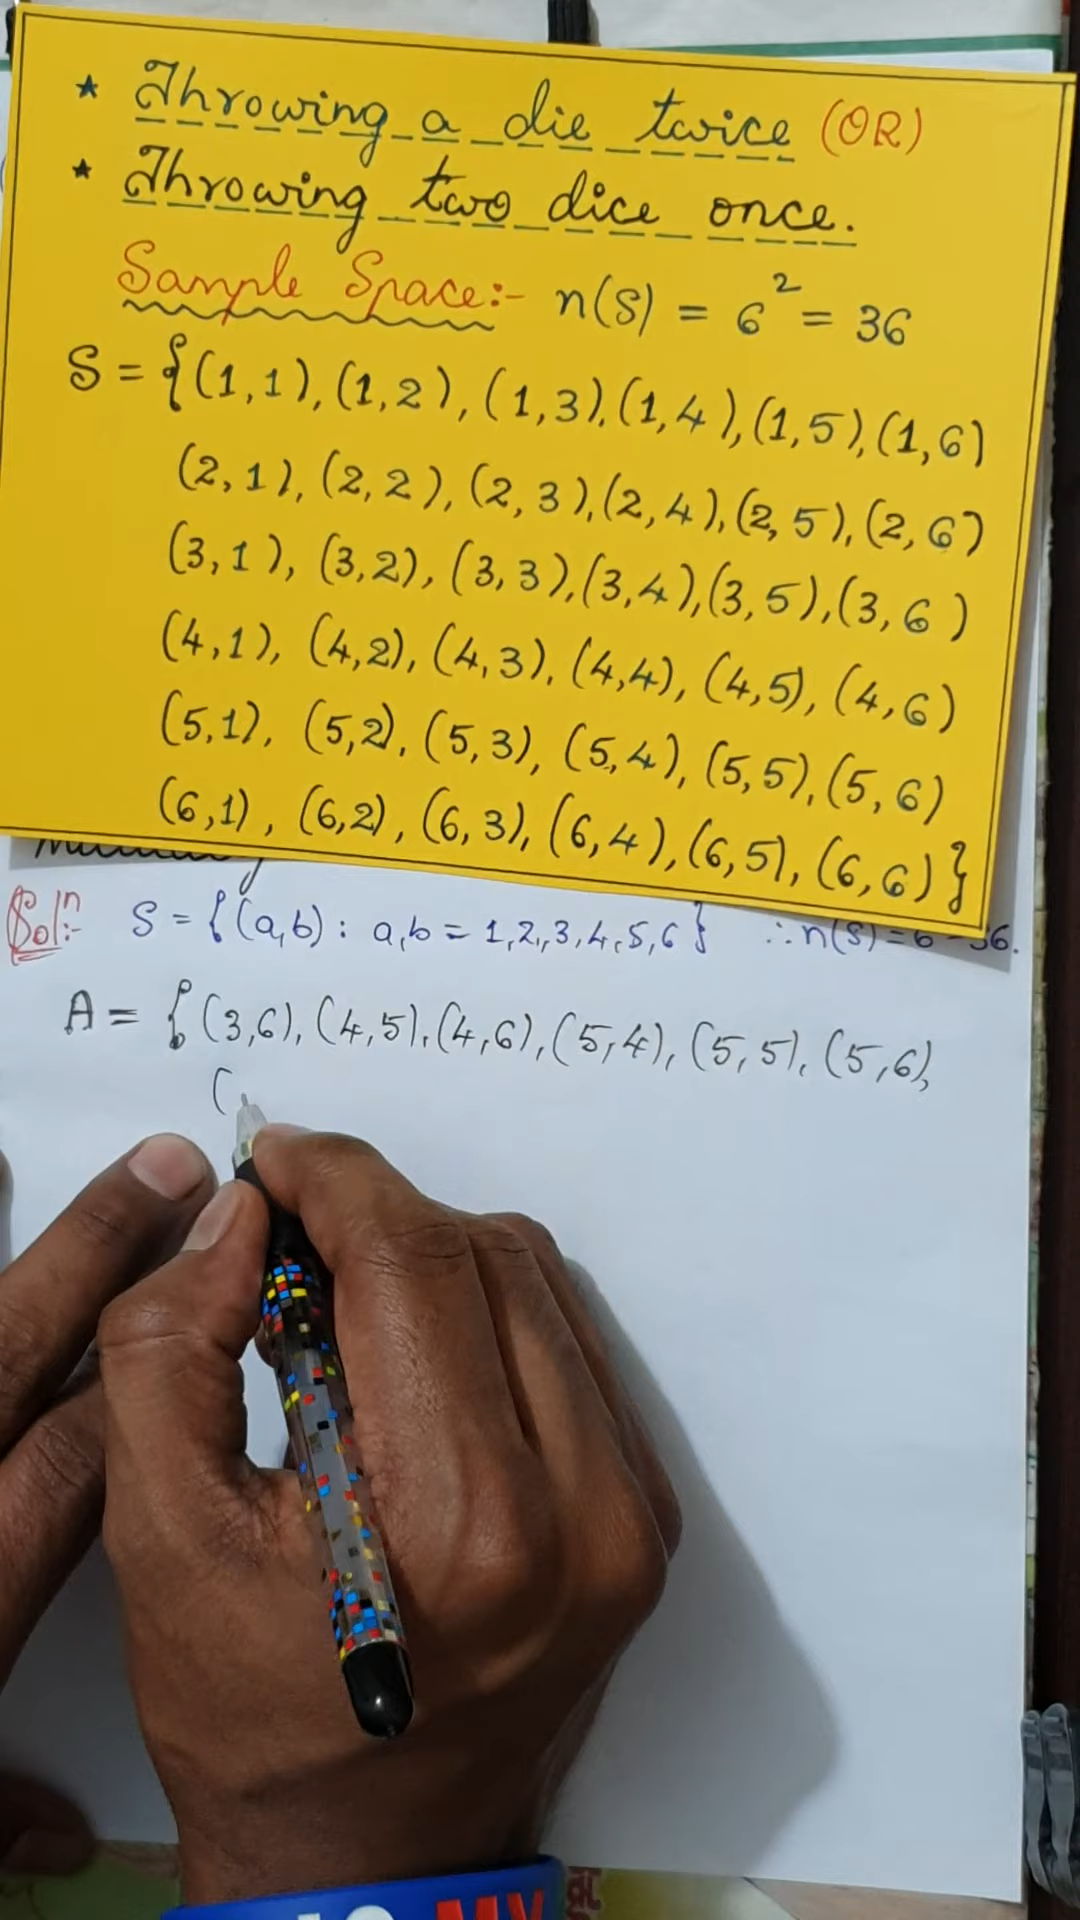 * Throwing a die twice (OR)
* Throwing two dice once.
Sample Space:- n(S) = 6² = 36
S = {(1,1), (1,2), (1,3), (1,4), (1,5), (1,6)
(2,1), (2,2), (2,3), (2,4), (2,5), (2,6)
(3,1), (3,2), (3,3), (3,4), (3,5), (3,6)
(4,1), (4,2), (4,3), (4,4), (4,5), (4,6)
(5,1), (5,2), (5,3), (5,4), (5,5), (5,6)
(6,1), (6,2), (6,3), (6,4), (6,5), (6,6)}
Solⁿ:- S = {(a,b) : a,b = 1,2,3,4,5,6} ∴ n(S) = 6 36.
A = {(3,6), (4,5), (4,6), (5,4), (5,5), (5,6),
(
MY